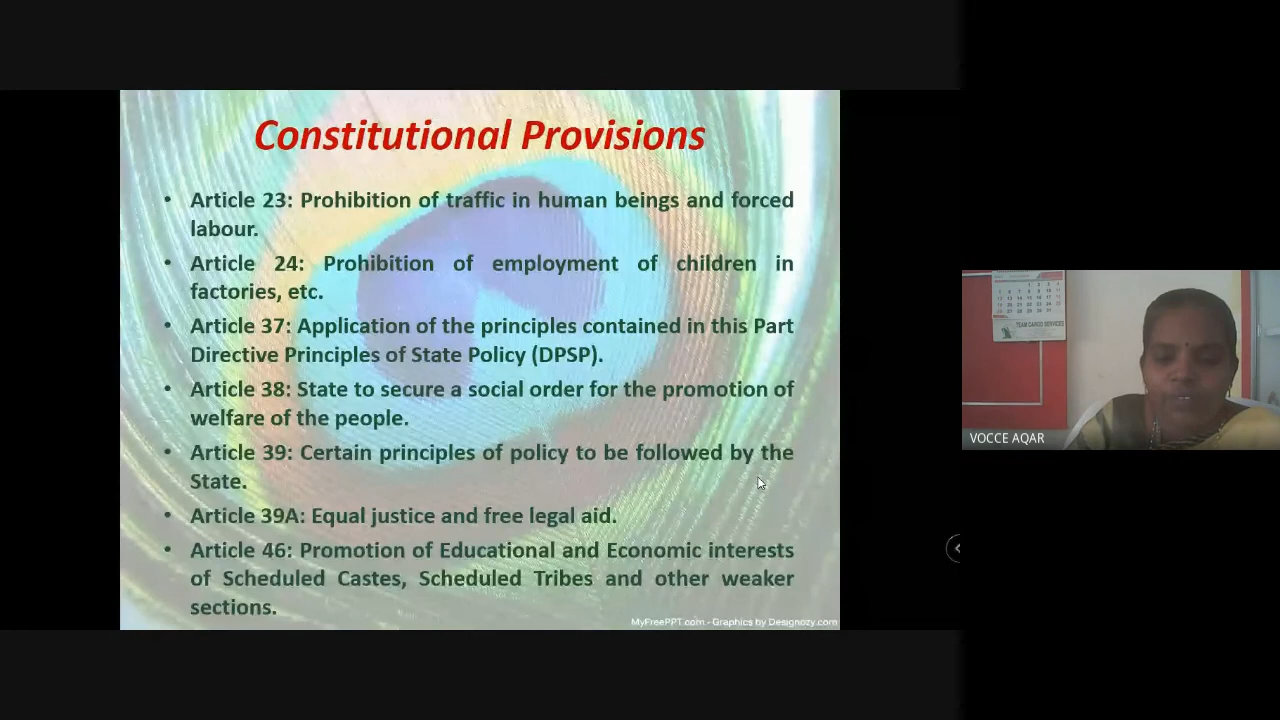 Constitutional Provisions
• Article 23: Prohibition of traffic in human beings and forced
labour.
• Article 24: Prohibition of employment of children in
factories, etc.
• Article 37: Application of the principles contained in this Part
Directive Principles of State Policy (DPSP).
• Article 38: State to secure a social order for the promotion of
welfare of the people.
• Article 39: Certain principles of policy to be followed by the
State.
• Article 39A: Equal justice and free legal aid.
• Article 46: Promotion of Educational and Economic interests
of Scheduled Castes, Scheduled Tribes and other weaker
sections.
MyFreePPT.com - Graphics by Designozy.com
TEAM CARGO SERVICES
VOCCE AQAR